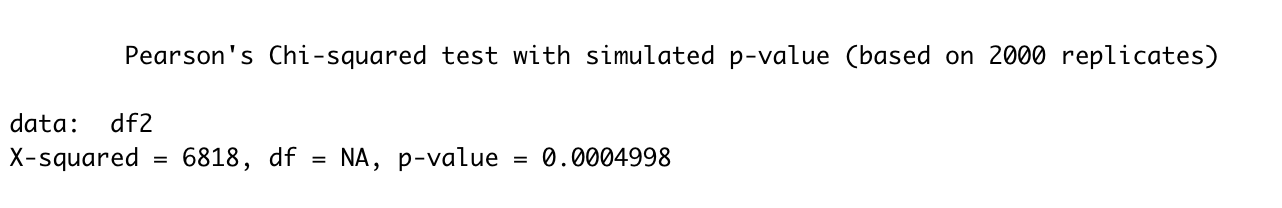 Pearson's Chi-squared test with simulated p-value (based on 2000 replicates)
data:  df2
X-squared = 6818, df = NA, p-value = 0.0004998